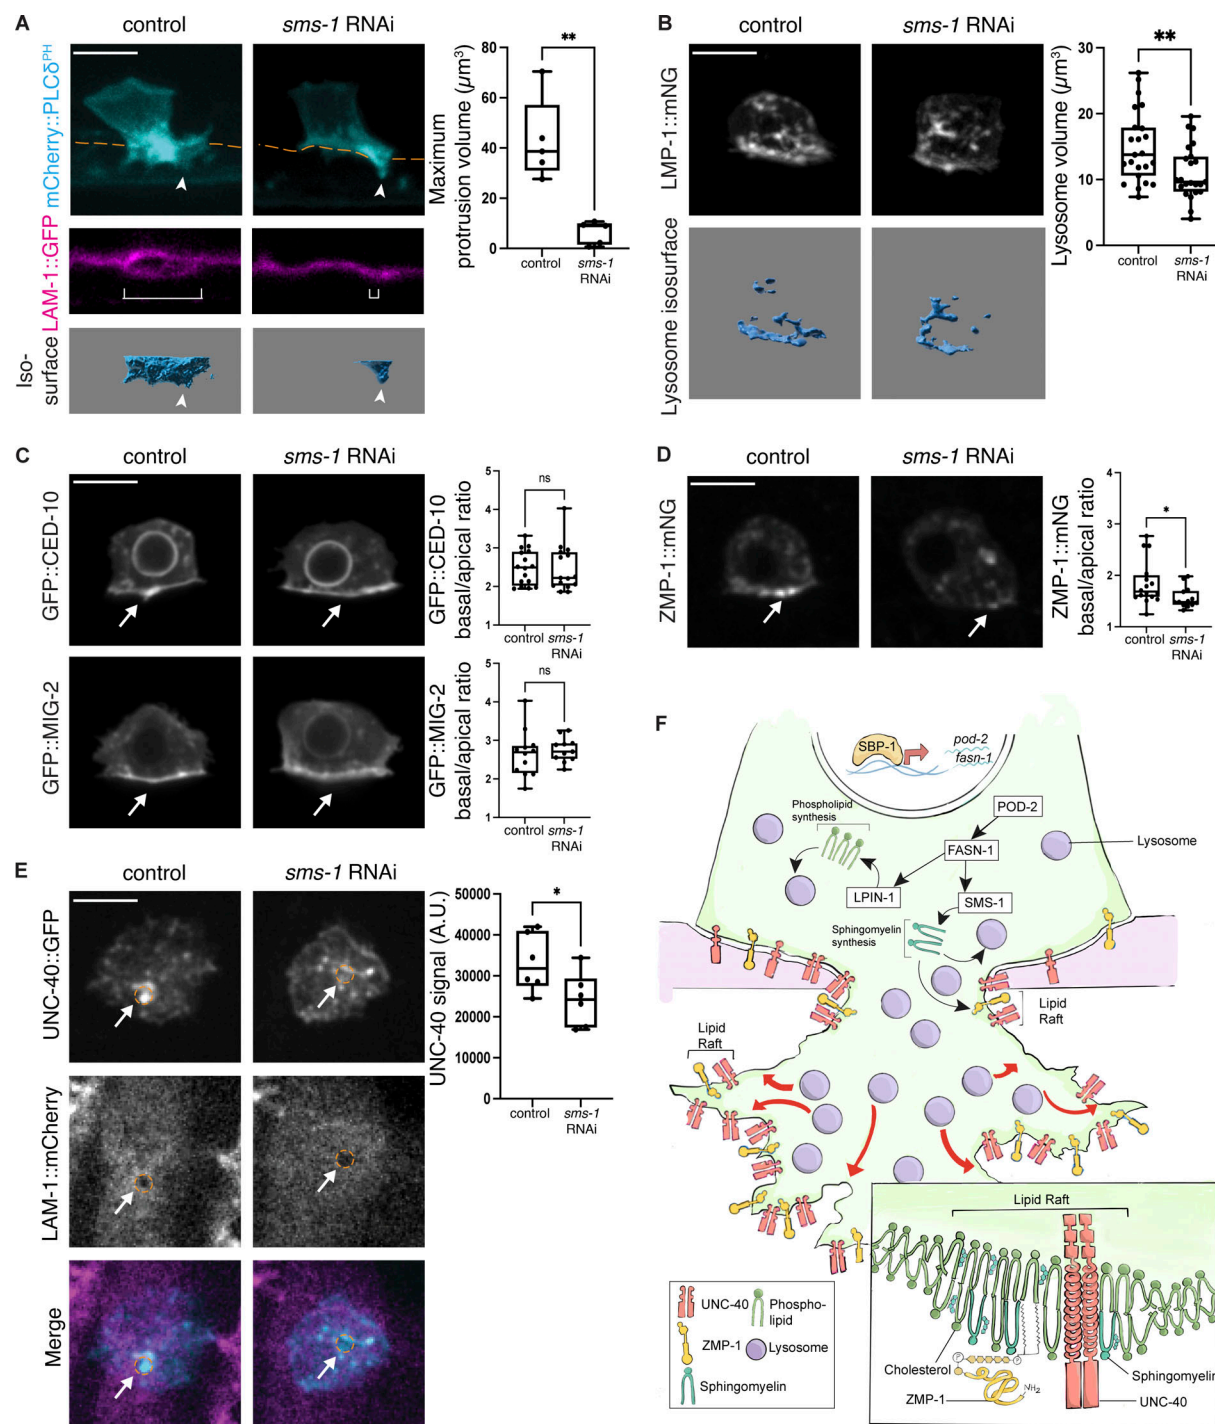 A
control
sms-1 RNAi
mCherry::PLCδPH
LAM-1::GFP
Iso-
surface
Maximum
protrusion volume (µm³)
80
60
40
20
0
**
control
sms-1
RNAi
B
control
sms-1 RNAi
LMP-1::mNG
Lysosome isosurface
Lysosome volume (µm³)
30
20
10
0
**
control
sms-1
RNAi
C
control
sms-1 RNAi
GFP::CED-10
GFP::CED-10
basal/apical ratio
5
4
3
2
1
ns
control
sms-1
RNAi
GFP::MIG-2
GFP::MIG-2
basal/apical ratio
5
4
3
2
1
ns
control
sms-1
RNAi
D
control
sms-1 RNAi
ZMP-1::mNG
ZMP-1::mNG
basal/apical ratio
4
3
2
1
*
control
sms-1
RNAi
E
control
sms-1 RNAi
UNC-40::GFP
LAM-1::mCherry
Merge
UNC-40 signal (A.U.)
50000
40000
30000
20000
10000
0
*
control
sms-1
RNAi
F
SBP-1
pod-2
fasn-1
Phospholipid
synthesis
POD-2
FASN-1
LPIN-1
SMS-1
Lysosome
Sphingomyelin
synthesis
Lipid
Raft
Lipid
Raft
UNC-40
Phospho-
lipid
ZMP-1
Lysosome
Sphingomyelin
Lipid Raft
Cholesterol
P
P
NH2
ZMP-1
Sphingomyelin
UNC-40